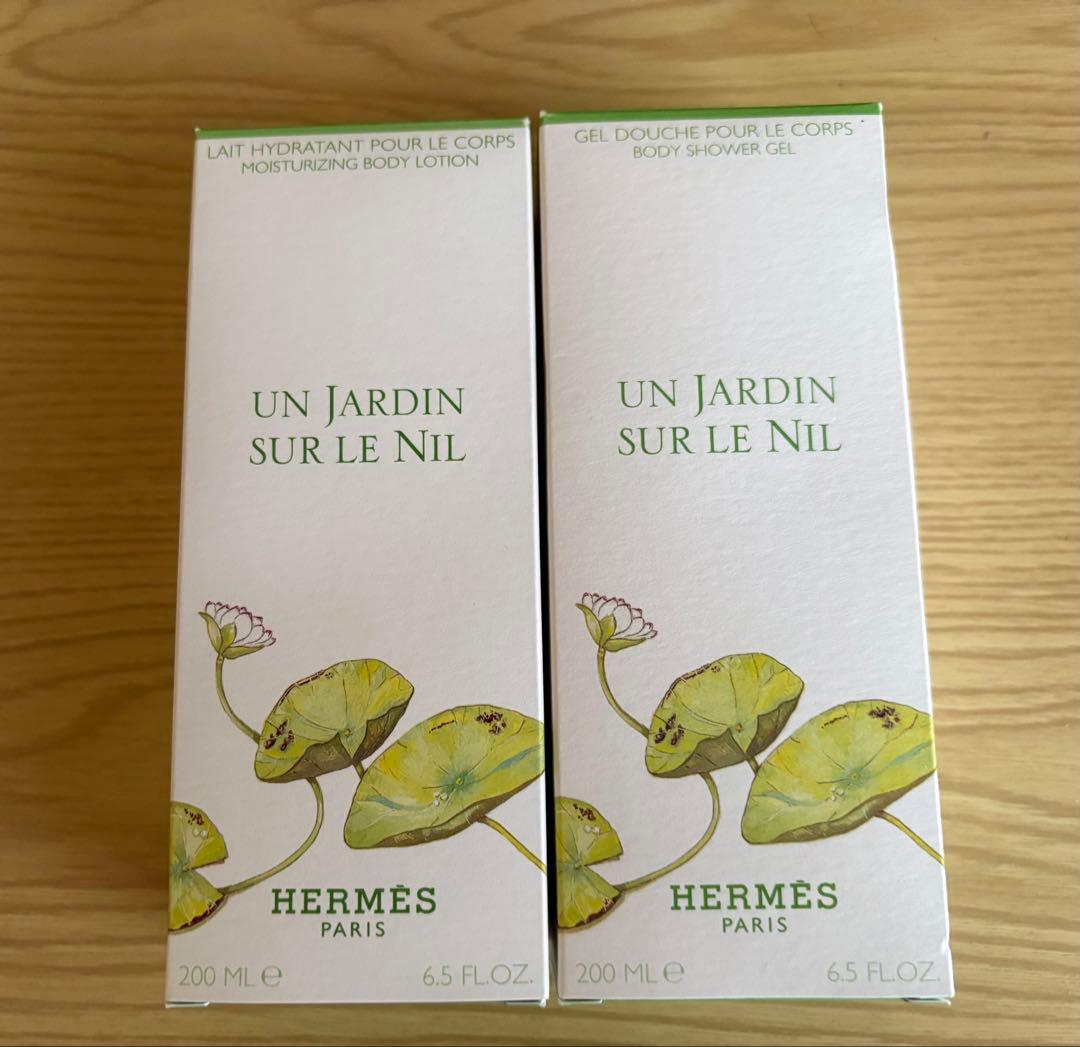 LAIT HYDRATANT POUR LE CORPS
MOISTURIZING BODY LOTION
UN JARDIN
SUR LE NIL
HERMÈS
PARIS
200 ML ℮
6.5 FL.OZ.
GEL DOUCHE POUR LE CORPS
BODY SHOWER GEL
UN JARDIN
SUR LE NIL
HERMÈS
PARIS
200 ML ℮
6.5 FL.OZ.